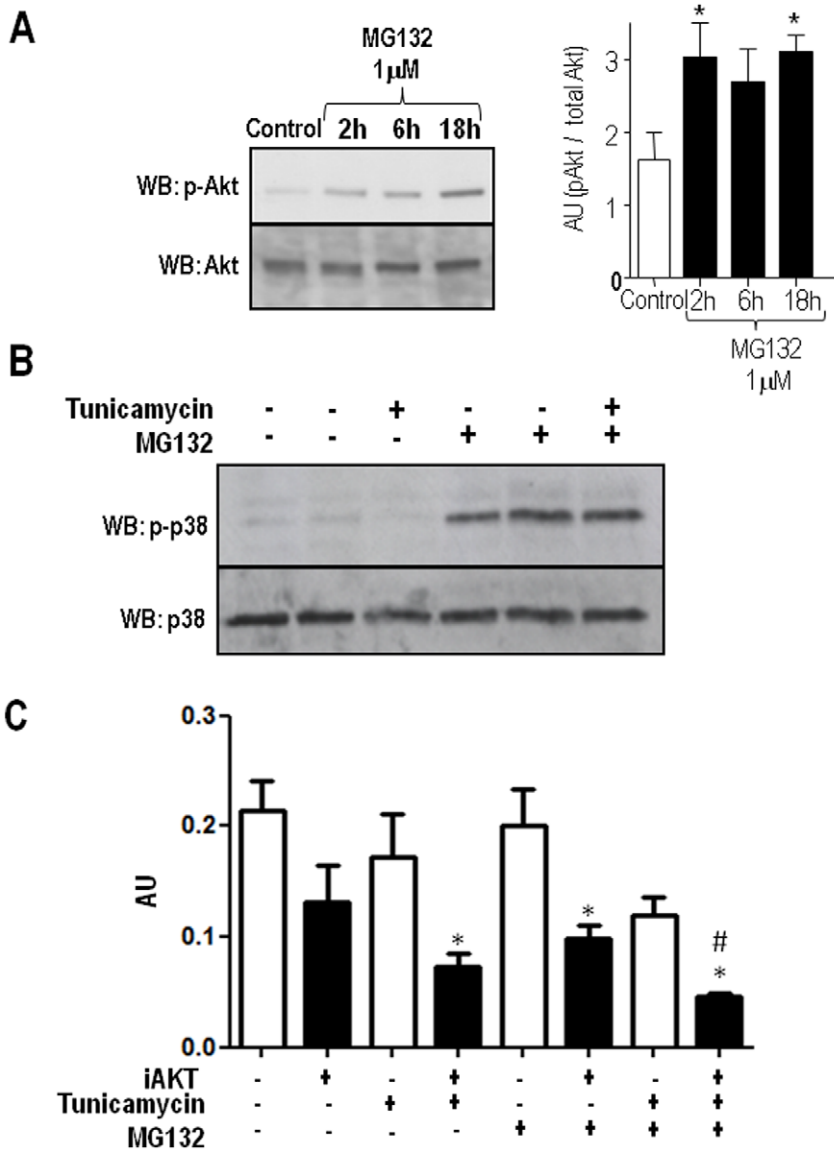 A
MG132
1μM
Control 2h 6h 18h
WB: p-Akt
WB: Akt
AU (pAkt / total Akt)
* *
3
2
1
0
Control 2h 6h 18h
MG132
1μM
B
Tunicamycin - - + - - +
MG132 - - - + + +
WB: p-p38
WB: p38
C
AU
0.3
0.2
0.1
0.0
* * # *
iAKT - + - + - + - +
Tunicamycin - - + + - - + +
MG132 - - - - + + + +